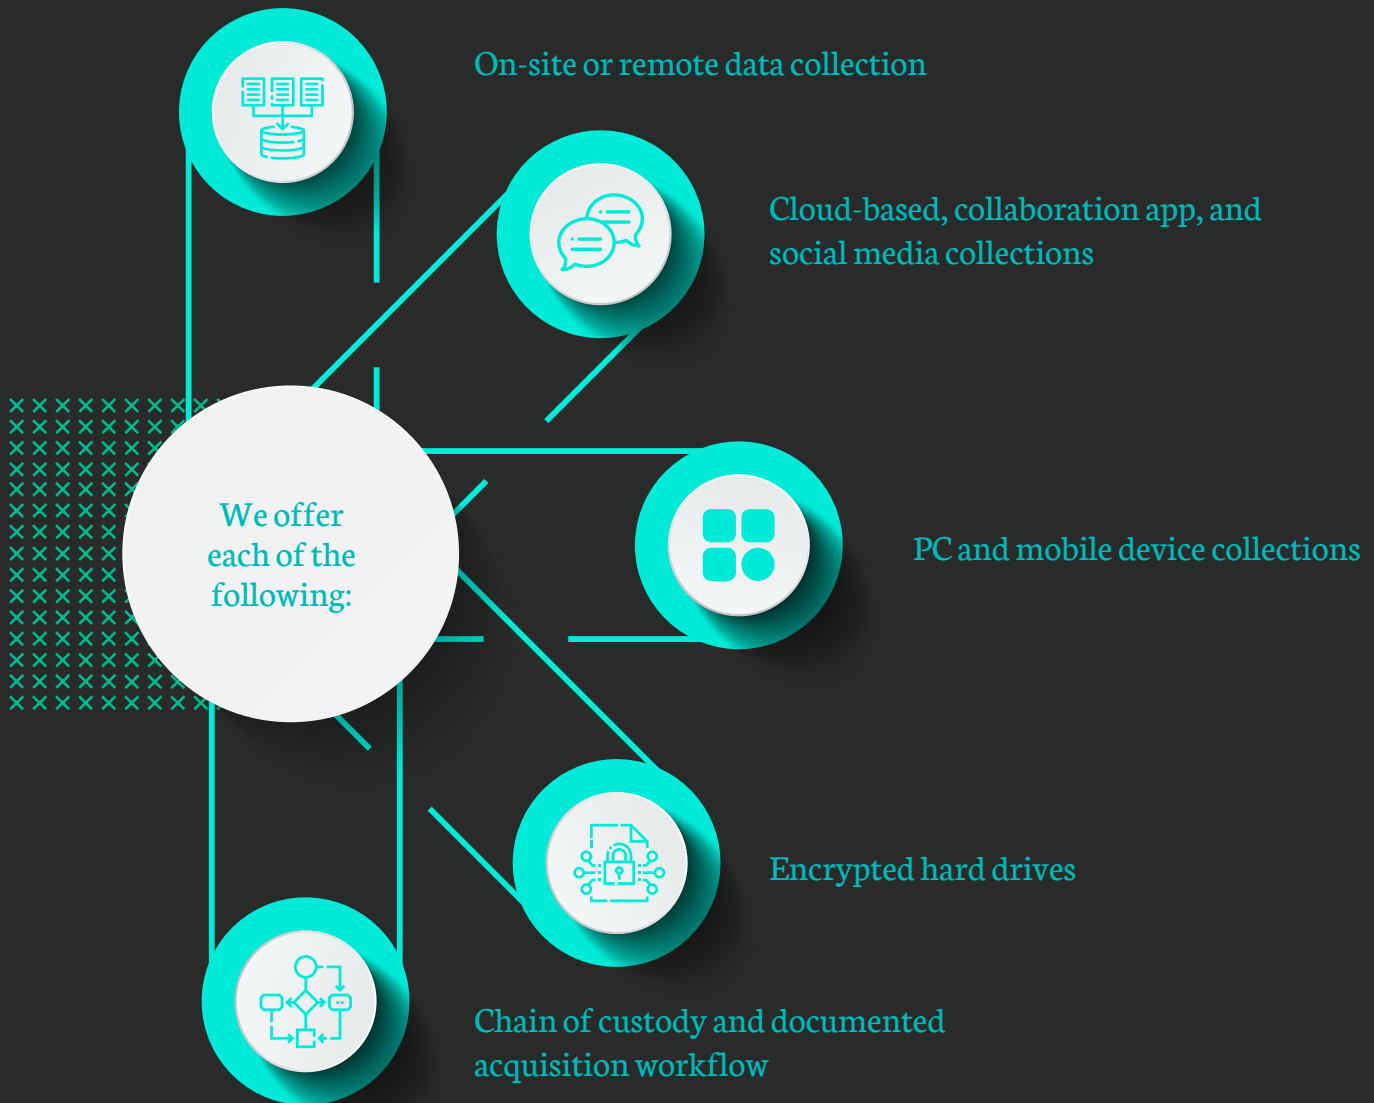 On-site or remote data collection
Cloud-based, collaboration app, and
social media collections
We offer
each of the
following:
PC and mobile device collections
Encrypted hard drives
Chain of custody and documented
acquisition workflow